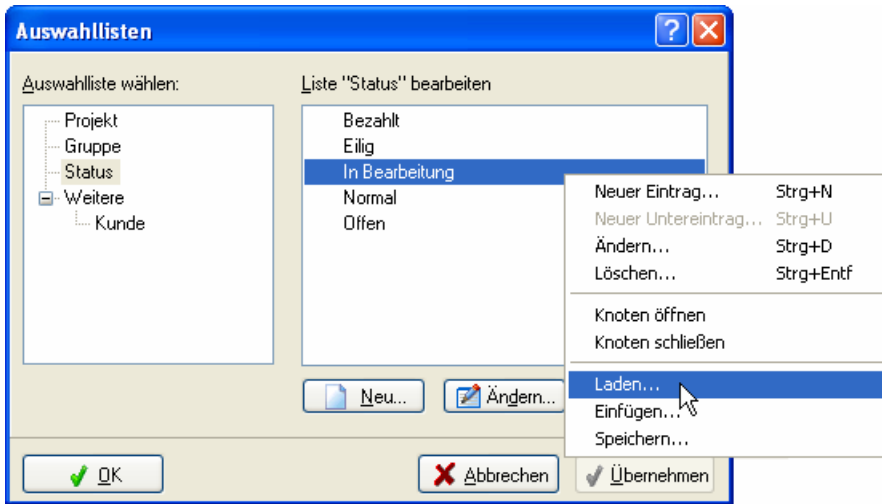 Auswahllisten
Auswahlliste wählen:
Projekt
Gruppe
Status
Weitere
Kunde
Liste "Status" bearbeiten
Bezahlt
Eilig
In Bearbeitung
Normal
Offen
Neuer Eintrag... Strg+N
Neuer Untereintrag... Strg+U
Ändern... Strg+D
Löschen... Strg+Entf
Knoten öffnen
Knoten schließen
Laden...
Einfügen...
Speichern...
Neu...
Ändern...
OK
Abbrechen
Übernehmen